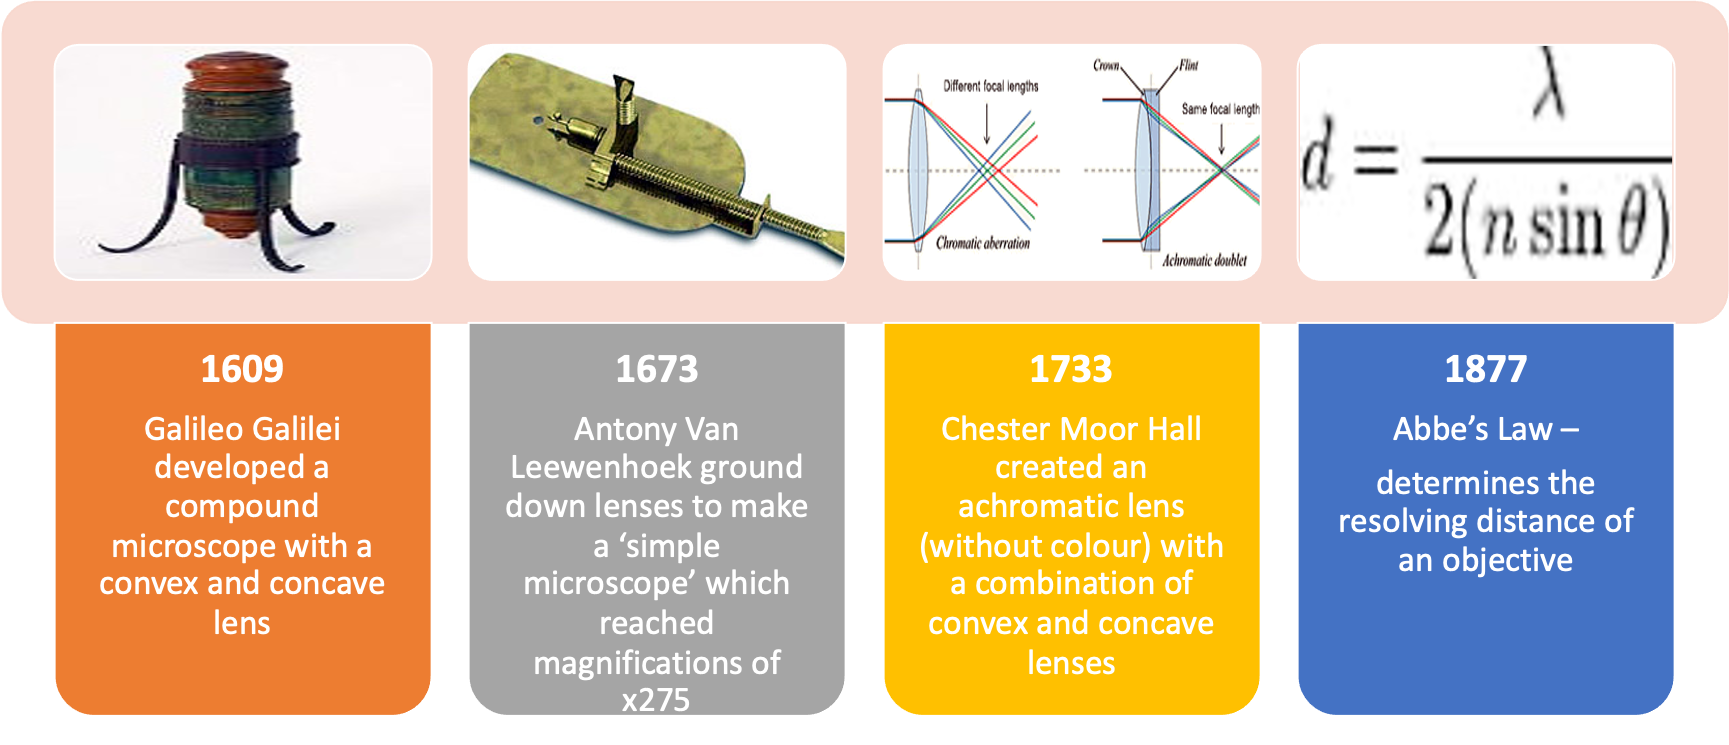 Different focal lengths
Chromatic aberration
Crown
Flint
Same focal length
Achromatic doublet
d = λ / 2(n sin θ)
1609
Galileo Galilei
developed a
compound
microscope with a
convex and concave
lens
1673
Antony Van
Leewenhoek ground
down lenses to make
a ‘simple
microscope’ which
reached
magnifications of
x275
1733
Chester Moor Hall
created an
achromatic lens
(without colour) with
a combination of
convex and concave
lenses
1877
Abbe’s Law –
determines the
resolving distance of
an objective